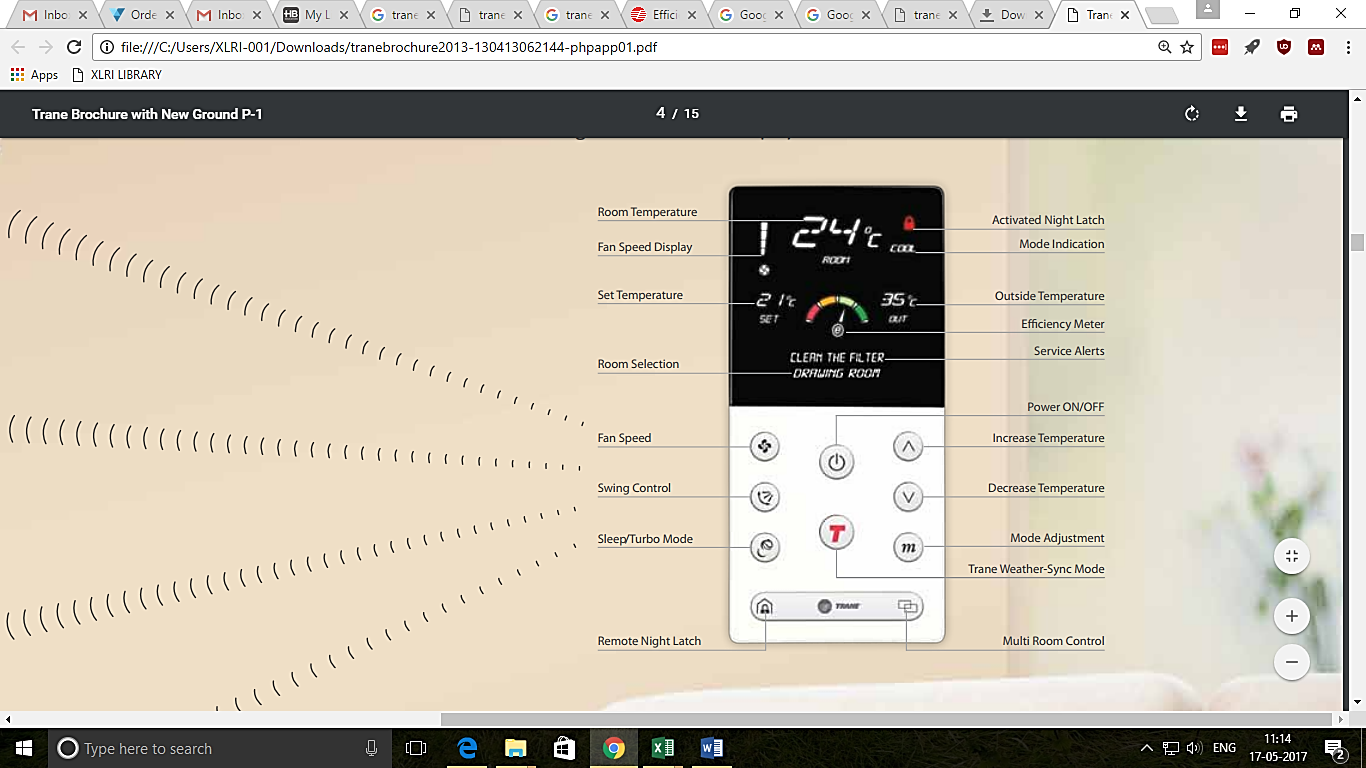 Inbo
Orde
Inbo
HB
My L
trane
trane
trane
Effici
Goog
Goog
trane
Dow
Tran
file:///C:/Users/XLRI-001/Downloads/tranebrochure2013-130413062144-phpapp01.pdf
Apps
XLRI LIBRARY
Trane Brochure with New Ground P-1
4 / 15
Room Temperature
Fan Speed Display
Set Temperature
Room Selection
Fan Speed
Swing Control
Sleep/Turbo Mode
Remote Night Latch
24°C
COOL
ROOM
21°C
SET
35°C
OUT
e
CLEAN THE FILTER
DRAWING ROOM
T
m
TRANE
Activated Night Latch
Mode Indication
Outside Temperature
Efficiency Meter
Service Alerts
Power ON/OFF
Increase Temperature
Decrease Temperature
Mode Adjustment
Trane Weather-Sync Mode
Multi Room Control
Type here to search
ENG
11:14
17-05-2017
2